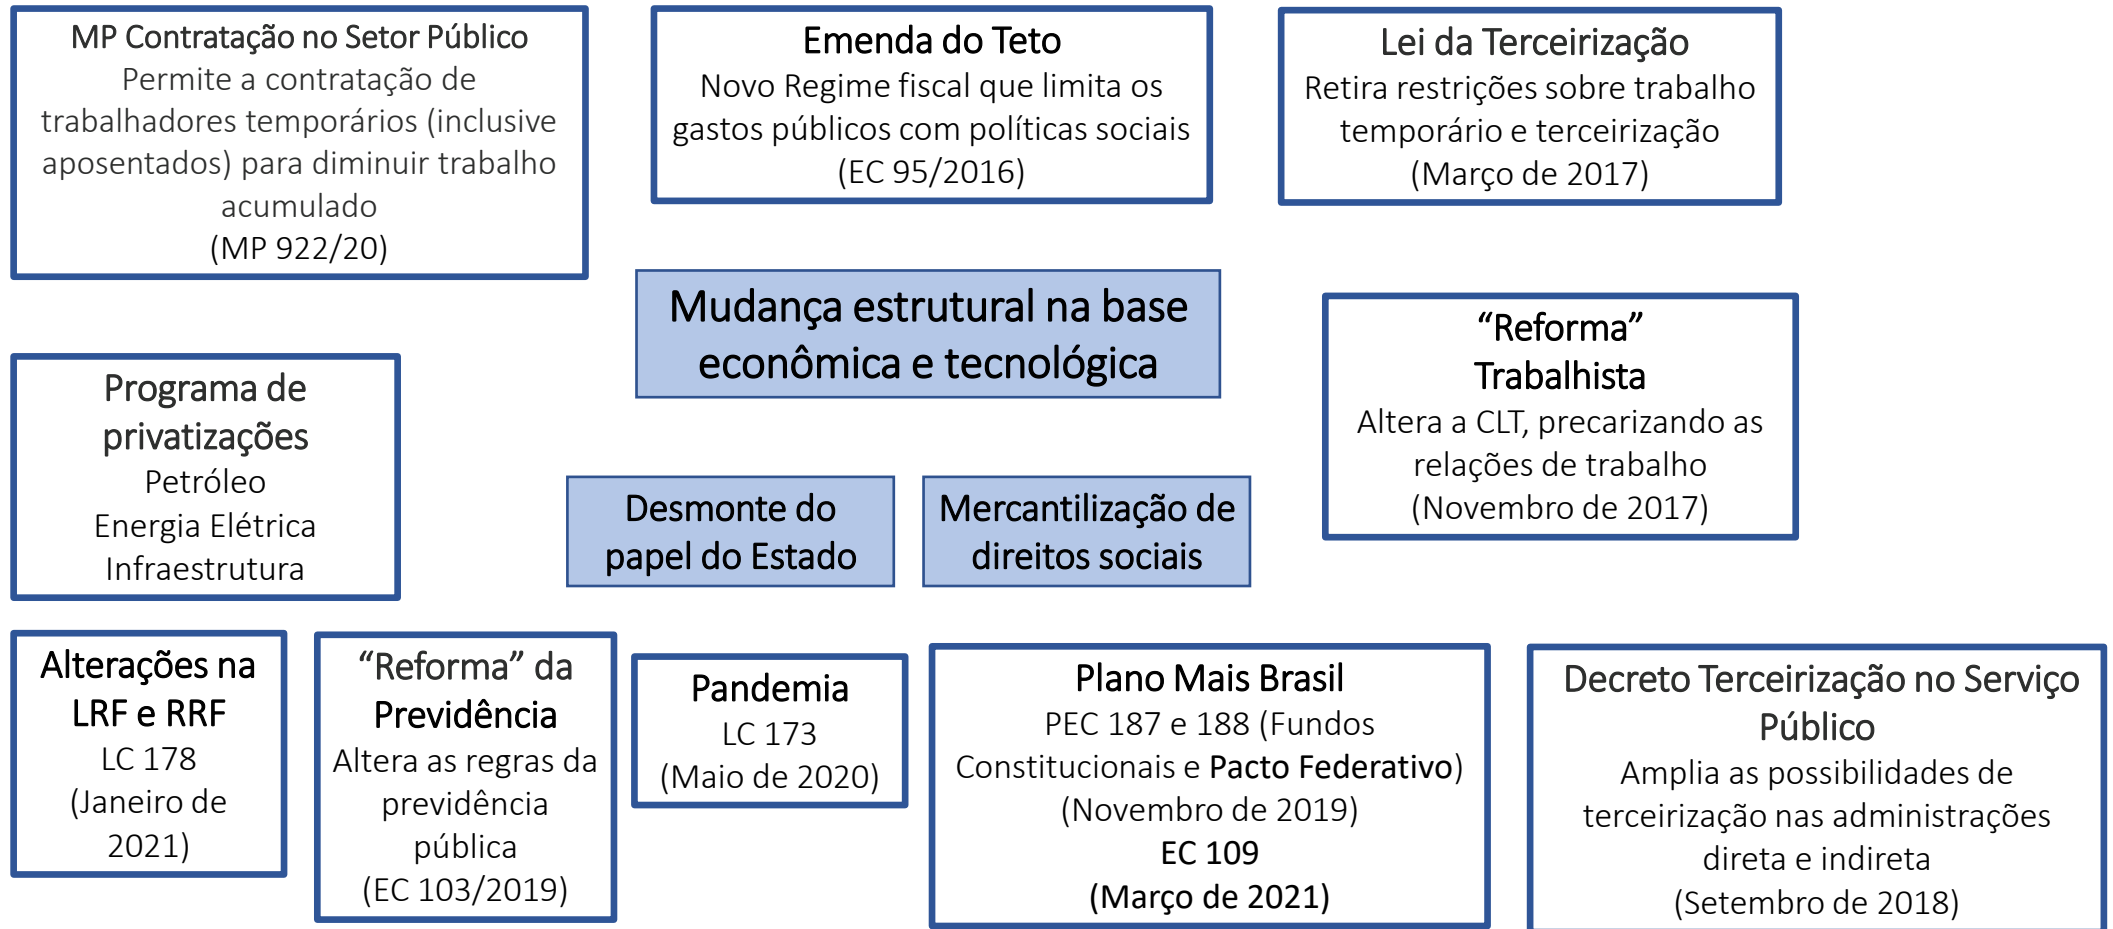 MP Contratação no Setor Público
Permite a contratação de
trabalhadores temporários (inclusive
aposentados) para diminuir trabalho
acumulado
(MP 922/20)
Emenda do Teto
Novo Regime fiscal que limita os
gastos públicos com políticas sociais
(EC 95/2016)
Lei da Terceirização
Retira restrições sobre trabalho
temporário e terceirização
(Março de 2017)
Mudança estrutural na base
econômica e tecnológica
“Reforma”
Trabalhista
Altera a CLT, precarizando as
relações de trabalho
(Novembro de 2017)
Programa de
privatizações
Petróleo
Energia Elétrica
Infraestrutura
Desmonte do
papel do Estado
Mercantilização de
direitos sociais
Alterações na
LRF e RRF
LC 178
(Janeiro de
2021)
“Reforma” da
Previdência
Altera as regras da
previdência
pública
(EC 103/2019)
Pandemia
LC 173
(Maio de 2020)
Plano Mais Brasil
PEC 187 e 188 (Fundos
Constitucionais e Pacto Federativo)
(Novembro de 2019)
EC 109
(Março de 2021)
Decreto Terceirização no Serviço
Público
Amplia as possibilidades de
terceirização nas administrações
direta e indireta
(Setembro de 2018)